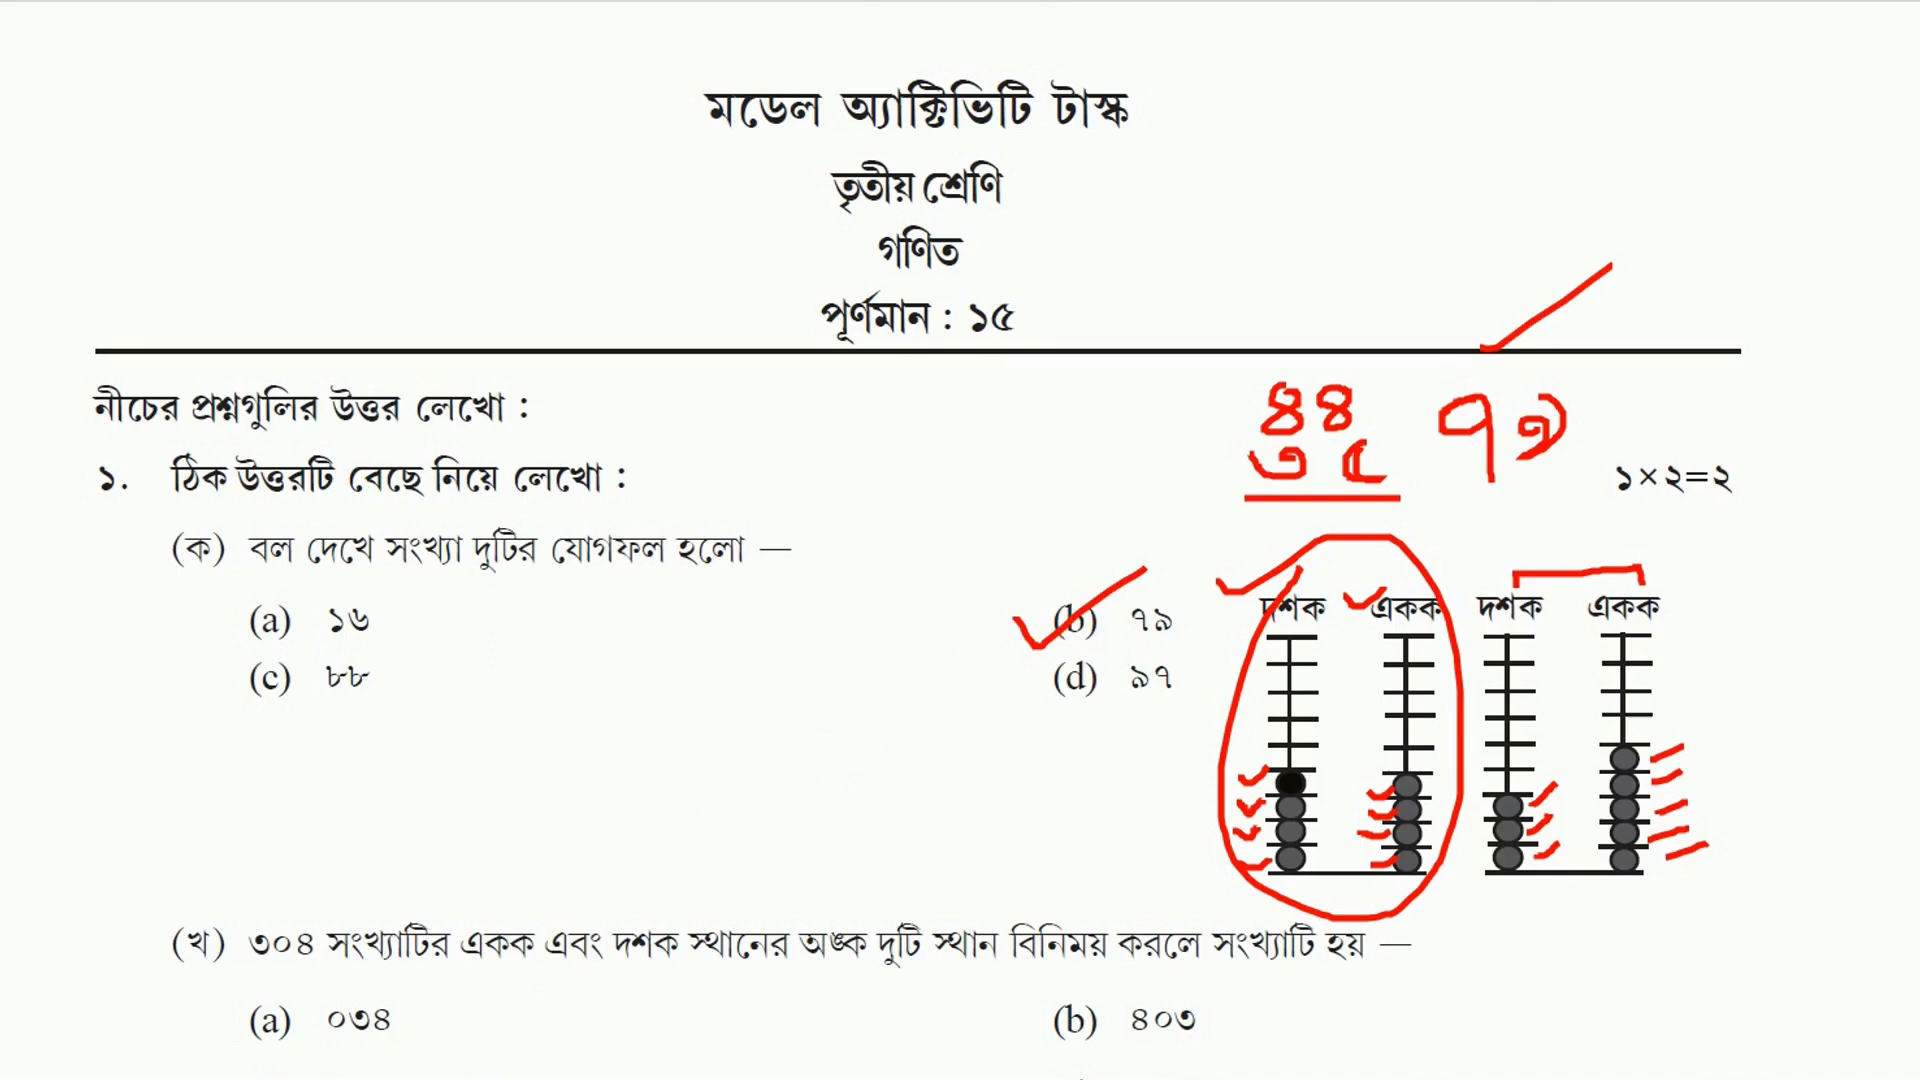 মডেল অ্যাক্টিভিটি টাস্ক
তৃতীয় শ্রেণি
গণিত
পূর্ণমান : ১৫
নীচের প্রশ্নগুলির উত্তর লেখো :
৪৪ ৭৯
৩৫
১. ঠিক উত্তরটি বেছে নিয়ে লেখো : ১×২=২
(ক) বল দেখে সংখ্যা দুটির যোগফল হলো —
(a) ১৬ (b) ৭৯
(c) ৮৮ (d) ৯৭
দশক একক দশক একক
(খ) ৩০৪ সংখ্যাটির একক এবং দশক স্থানের অঙ্ক দুটি স্থান বিনিময় করলে সংখ্যাটি হয় —
(a) ০৩৪ (b) ৪০৩